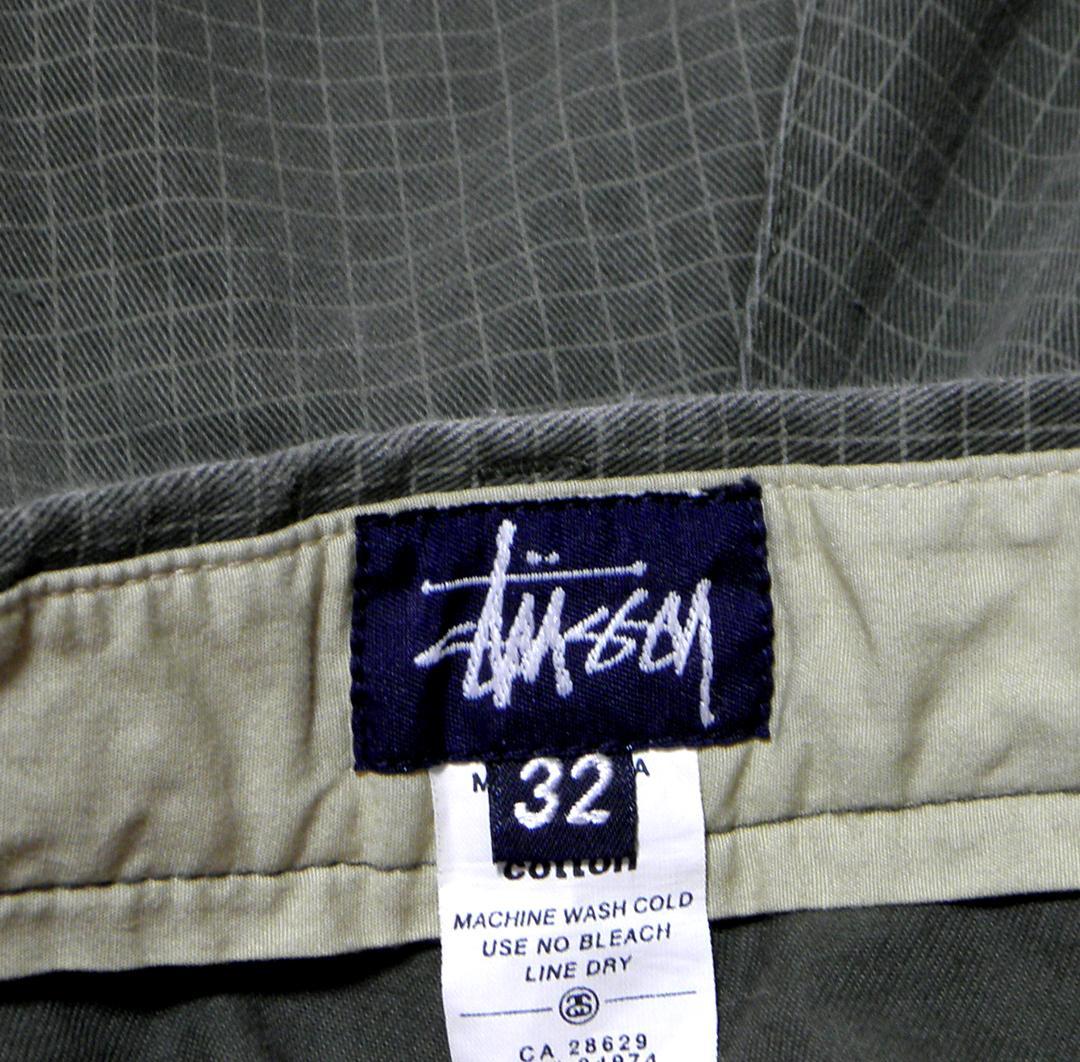 stüssy
32
cotton
MACHINE WASH COLD
USE NO BLEACH
LINE DRY
CA 28629